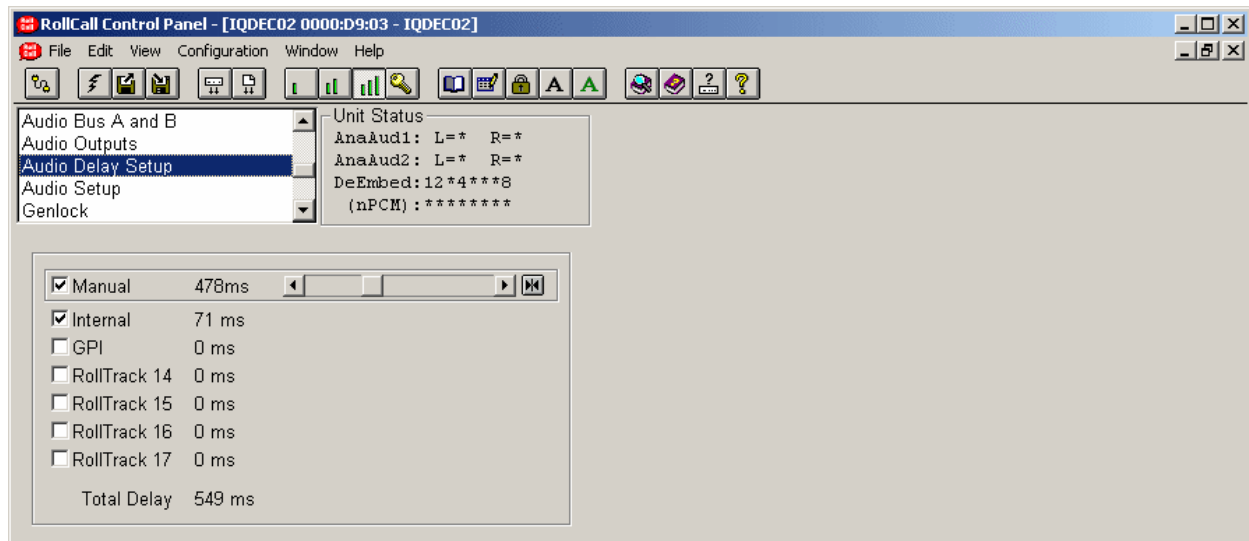 RollCall Control Panel - [IQDEC02 0000:D9:03 - IQDEC02]
File Edit View Configuration Window Help
A A ? ?
Audio Bus A and B
Audio Outputs
Audio Delay Setup
Audio Setup
Genlock
Unit Status
AnaAud1: L=* R=*
AnaAud2: L=* R=*
DeEmbed:12*4***8
(nPCM):********
Manual 478ms
Internal 71 ms
GPI 0 ms
RollTrack 14 0 ms
RollTrack 15 0 ms
RollTrack 16 0 ms
RollTrack 17 0 ms
Total Delay 549 ms